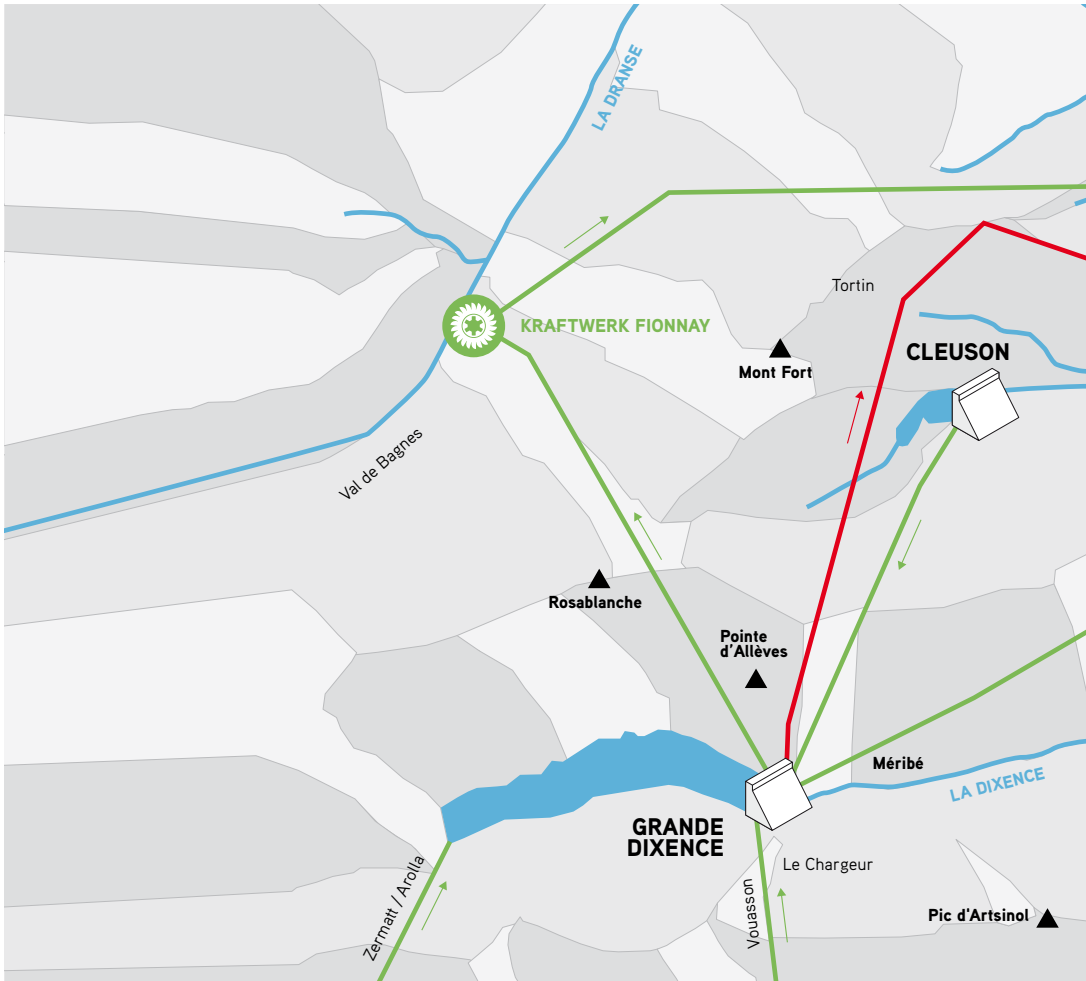 LA DRANSE
Tortin
KRAFTWERK FIONNAY
CLEUSON
Mont Fort
Val de Bagnes
Rosablanche
Pointe
d'Allèves
Méribé
LA DIXENCE
GRANDE
DIXENCE
Le Chargeur
Zermatt / Arolla
Vouasson
Pic d'Artsinol